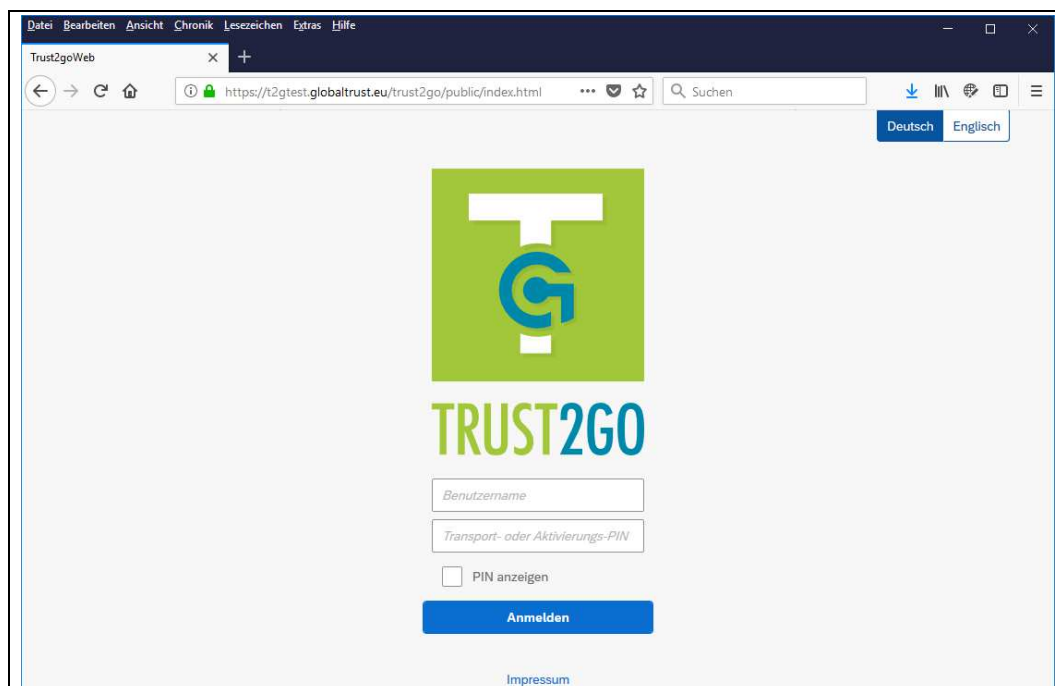 Datei Bearbeiten Ansicht Chronik Lesezeichen Extras Hilfe
Trust2goWeb
https://t2gtest.globaltrust.eu/trust2go/public/index.html
Suchen
Deutsch Englisch
TRUST2GO
Benutzername
Transport- oder Aktivierungs-PIN
PIN anzeigen
Anmelden
Impressum